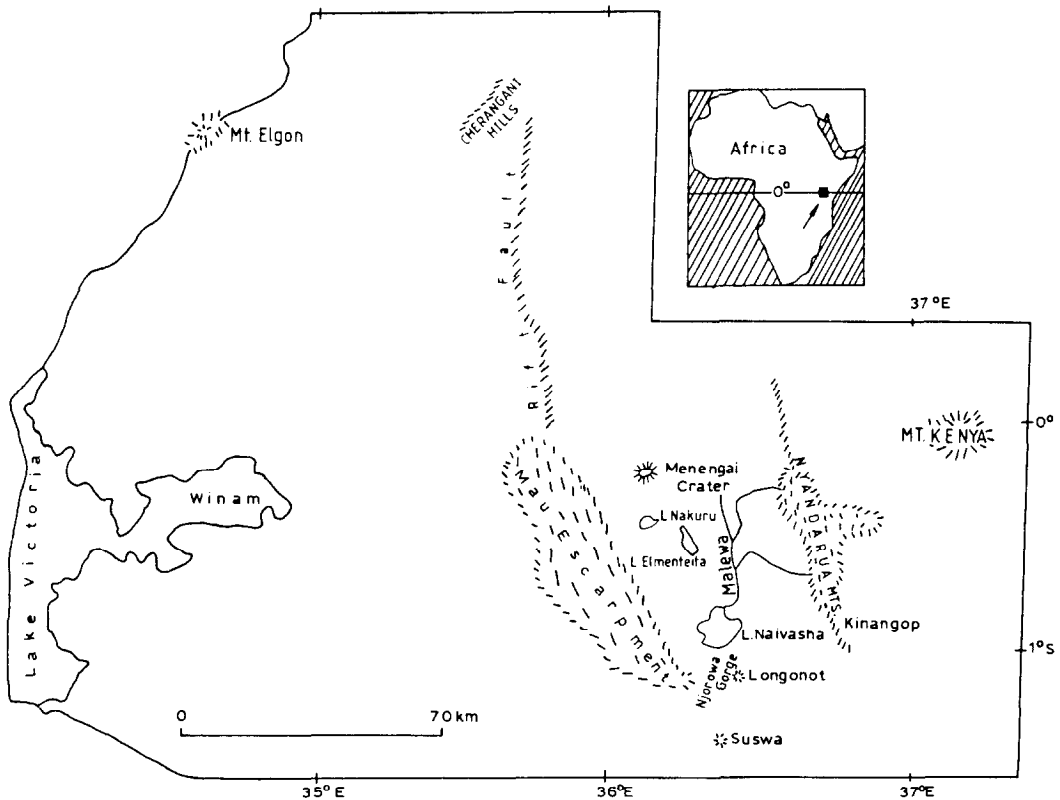 CHERANGANI
HILLS
Mt. Elgon
Africa
0°
37°E
Rift Fault
0°
MT. KENYA
Menengai
Crater
NYANDARUA MTS.
Lake Victoria
Winam
Mau Escarpment
L.Nakuru
L.Elmenteita
Malewa
Kinangop
L.Naivasha
1°S
Njorowa
Gorge
Longonot
0 70 km
Suswa
35°E
36°E
37°E